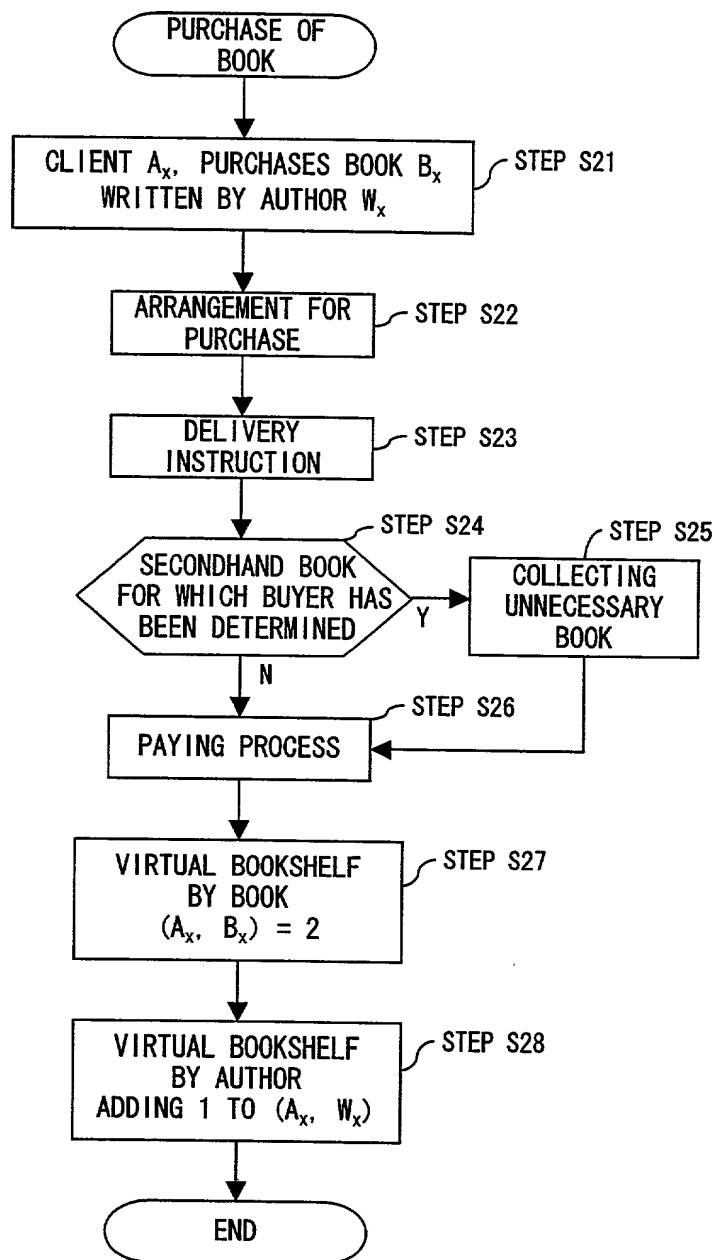 PURCHASE OF
BOOK
CLIENT Aₓ, PURCHASES BOOK Bₓ
WRITTEN BY AUTHOR Wₓ
STEP S21
ARRANGEMENT FOR
PURCHASE
STEP S22
DELIVERY
INSTRUCTION
STEP S23
STEP S24
SECONDHAND BOOK
FOR WHICH BUYER HAS
BEEN DETERMINED
Y
N
STEP S25
COLLECTING
UNNECESSARY
BOOK
STEP S26
PAYING PROCESS
VIRTUAL BOOKSHELF
BY BOOK
(Aₓ, Bₓ) = 2
STEP S27
VIRTUAL BOOKSHELF
BY AUTHOR
ADDING 1 TO (Aₓ, Wₓ)
STEP S28
END